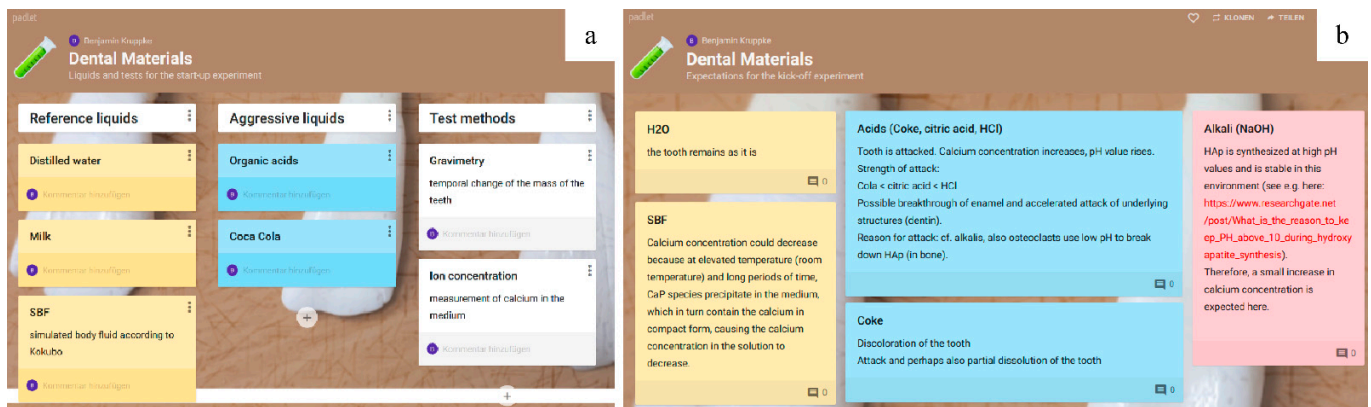 padlet
a
Benjamin Kruppke
Dental Materials
Liquids and tests for the start-up experiment
Reference liquids
Distilled water
Kommentar hinzufügen
Milk
Kommentar hinzufügen
SBF
simulated body fluid according to
Kokubo
Kommentar hinzufügen
Aggressive liquids
Organic acids
Kommentar hinzufügen
Coca Cola
Kommentar hinzufügen
Test methods
Gravimetry
temporal change of the mass of the
teeth
Kommentar hinzufügen
Ion concentration
measurement of calcium in the
medium
Kommentar hinzufügen
padlet
KLONEN
TEILEN
b
Benjamin Kruppke
Dental Materials
Expectations for the kick-off experiment
H2O
the tooth remains as it is
0
SBF
Calcium concentration could decrease
because at elevated temperature (room
temperature) and long periods of time,
CaP species precipitate in the medium,
which in turn contain the calcium in
compact form, causing the calcium
concentration in the solution to
decrease.
0
Acids (Coke, citric acid, HCl)
Tooth is attacked. Calcium concentration increases, pH value rises.
Strength of attack:
Cola < citric acid < HCl
Possible breakthrough of enamel and accelerated attack of underlying
structures (dentin).
Reason for attack: cf. alkalis, also osteoclasts use low pH to break
down HAp (in bone).
0
Coke
Discoloration of the tooth
Attack and perhaps also partial dissolution of the tooth
0
Alkali (NaOH)
HAp is synthesized at high pH
values and is stable in this
environment (see e.g. here:
https://www.researchgate.net
/post/What_is_the_reason_to_ke
ep_PH_above_10_during_hydroxy
apatite_synthesis).
Therefore, a small increase in
calcium concentration is
expected here.
0